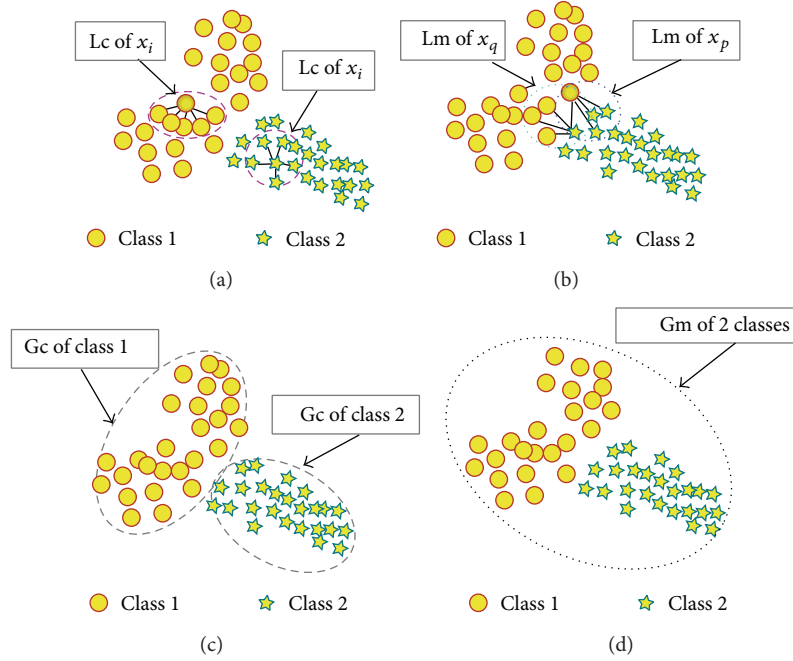 Lc of x_i
Lc of x_i
Class 1
Class 2
(a)
Lm of x_q
Lm of x_p
Class 1
Class 2
(b)
Gc of class 1
Gc of class 2
Class 1
Class 2
(c)
Gm of 2 classes
Class 1
Class 2
(d)